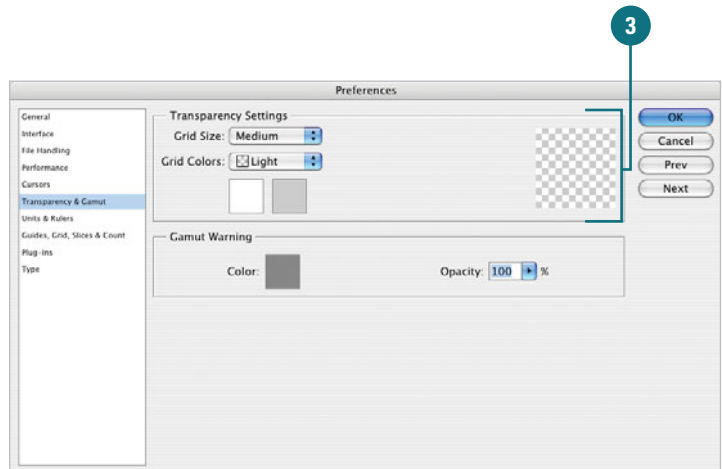 3
Preferences
General
Interface
File Handling
Performance
Cursors
Transparency & Gamut
Units & Rulers
Guides, Grid, Slices & Count
Plug-ins
Type
Transparency Settings
Grid Size: Medium
Grid Colors: Light
Gamut Warning
Color:
Opacity: 100 %
OK
Cancel
Prev
Next